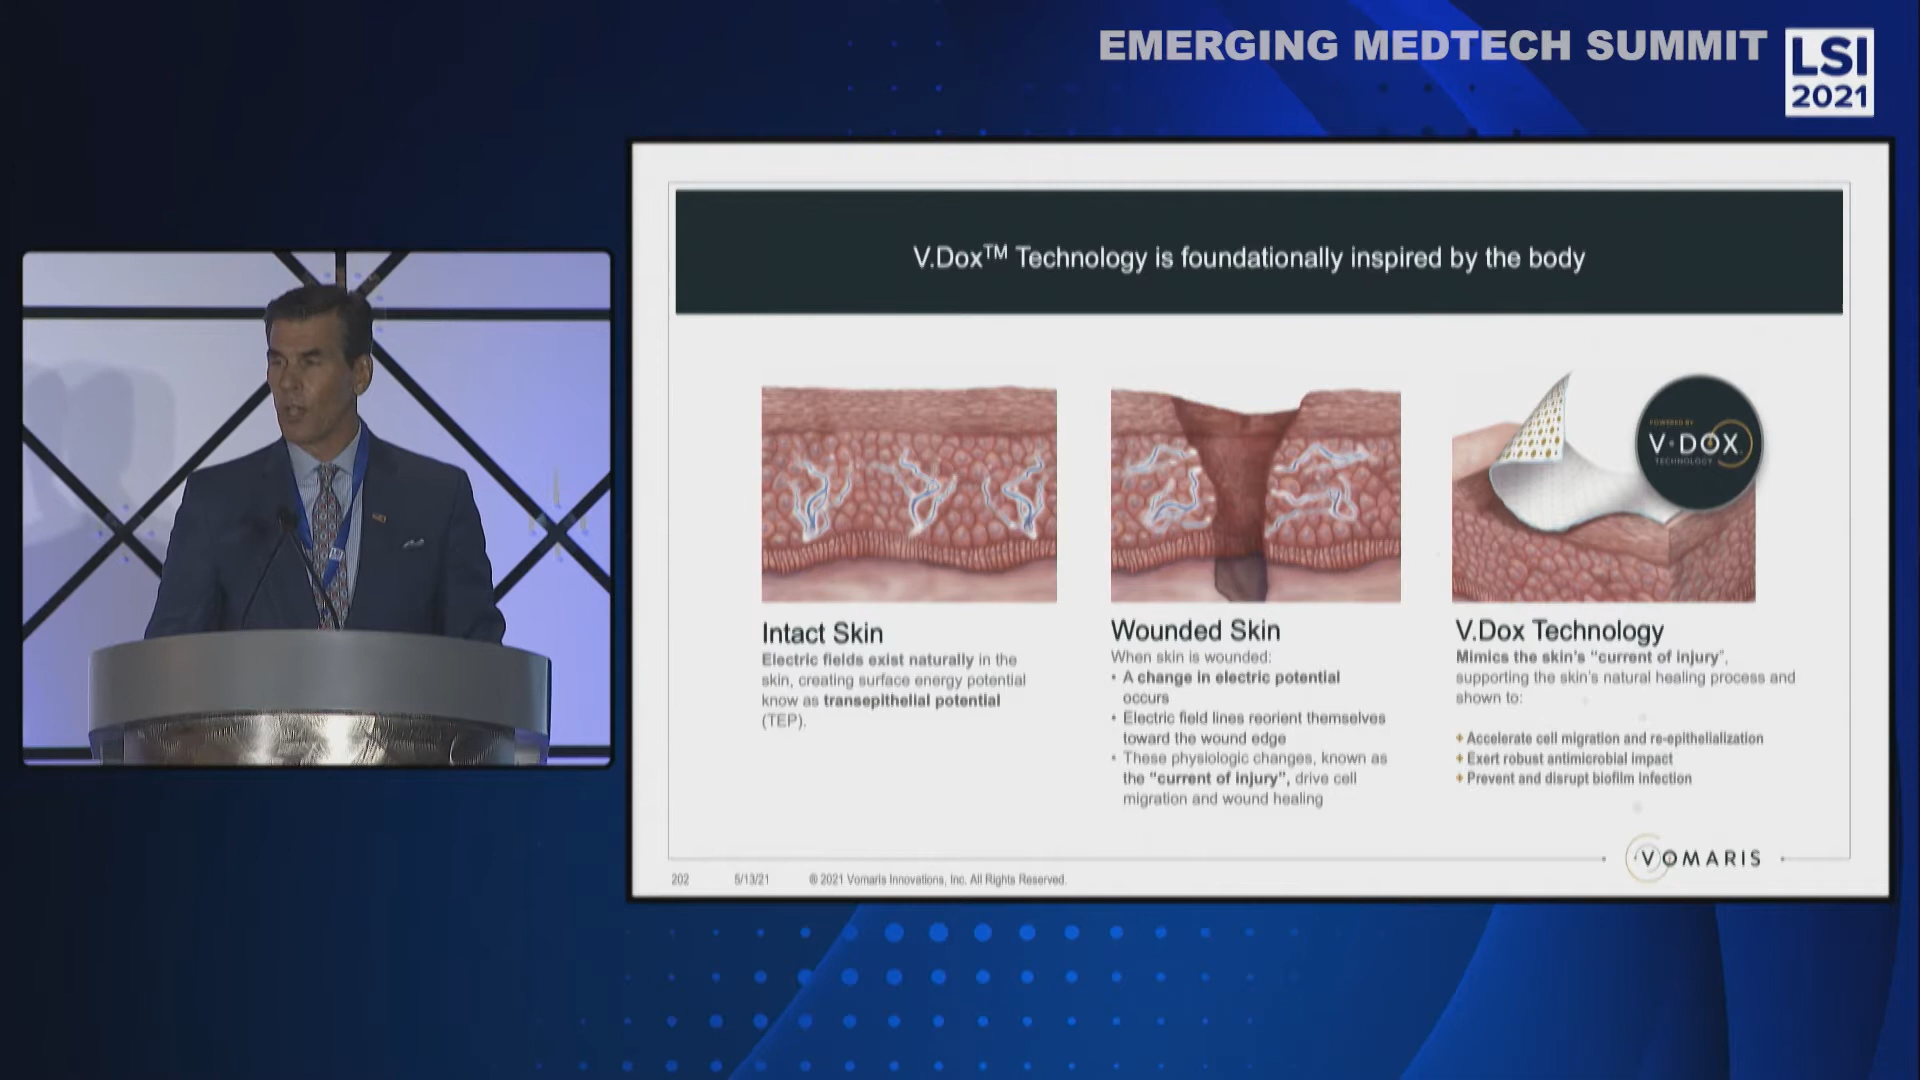 EMERGING MEDTECH SUMMIT
LSI
2021
V.Dox™ Technology is foundationally inspired by the body
POWERED BY
V·DOX
TECHNOLOGY
Intact Skin
Electric fields exist naturally in the
skin, creating surface energy potential
know as transepithelial potential
(TEP).
Wounded Skin
When skin is wounded:
• A change in electric potential
occurs
• Electric field lines reorient themselves
toward the wound edge
• These physiologic changes, known as
the "current of injury", drive cell
migration and wound healing
V.Dox Technology
Mimics the skin's "current of injury",
supporting the skin's natural healing process and
shown to:
+ Accelerate cell migration and re-epithelialization
+ Exert robust antimicrobial impact
+ Prevent and disrupt biofilm infection
VOMARIS
202
5/13/21
© 2021 Vomaris Innovations, Inc. All Rights Reserved.